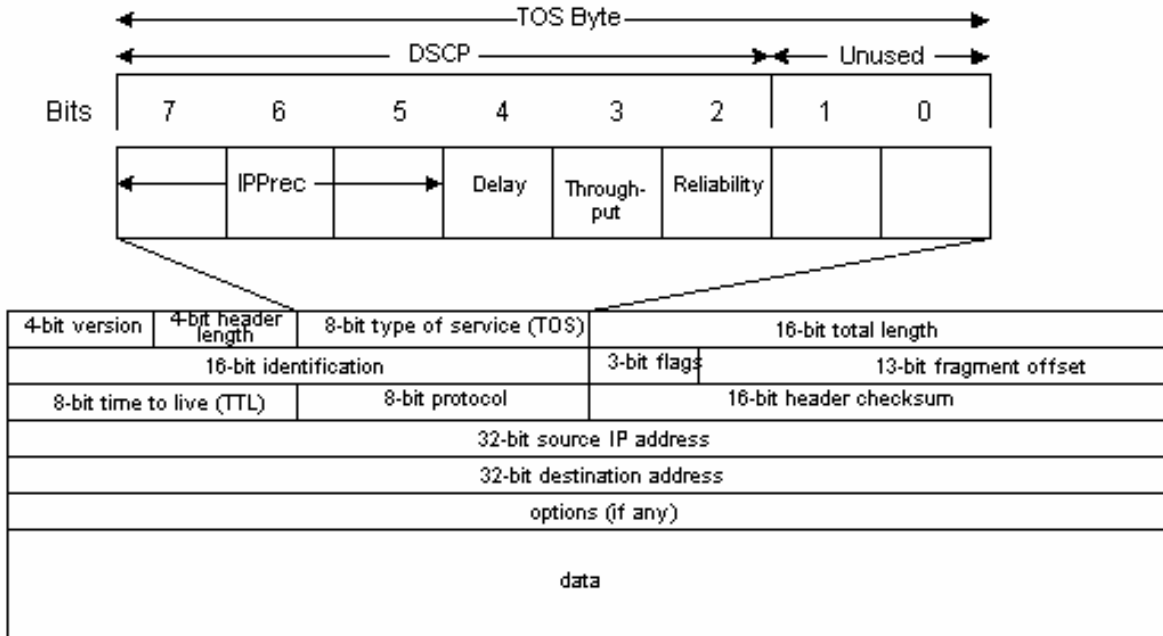 TOS Byte
DSCP Unused
Bits 7 6 5 4 3 2 1 0
IPPrec Delay Through-put Reliability
4-bit version 4-bit header length 8-bit type of service (TOS) 16-bit total length
16-bit identification 3-bit flags 13-bit fragment offset
8-bit time to live (TTL) 8-bit protocol 16-bit header checksum
32-bit source IP address
32-bit destination address
options (if any)
data